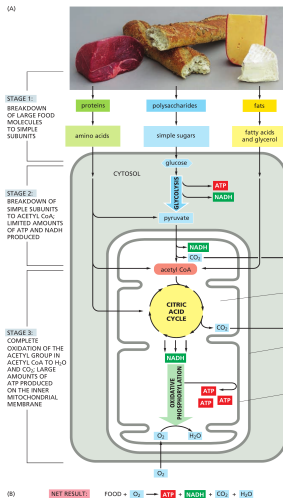 (A)
STAGE 1:
BREAKDOWN
OF LARGE FOOD
MOLECULES
TO SIMPLE
SUBUNITS
proteins
polysaccharides
fats
amino acids
simple sugars
fatty acids
and glycerol
CYTOSOL
glucose
GLYCOLYSIS
ATP
NADH
STAGE 2:
BREAKDOWN OF
SIMPLE SUBUNITS
TO ACETYL CoA;
LIMITED AMOUNTS
OF ATP AND NADH
PRODUCED
pyruvate
NADH
CO₂
acetyl CoA
CITRIC
ACID
CYCLE
CO₂
STAGE 3:
COMPLETE
OXIDATION OF THE
ACETYL GROUP IN
ACETYL CoA TO H₂O
AND CO₂; LARGE
AMOUNTS OF
ATP PRODUCED
ON THE INNER
MITOCHONDRIAL
MEMBRANE
NADH
OXIDATIVE
PHOSPHORYLATION
ATP
ATP
ATP
ATP
O₂
H₂O
O₂
(B)
NET RESULT:
FOOD + O₂ → ATP + NADH + CO₂ + H₂O